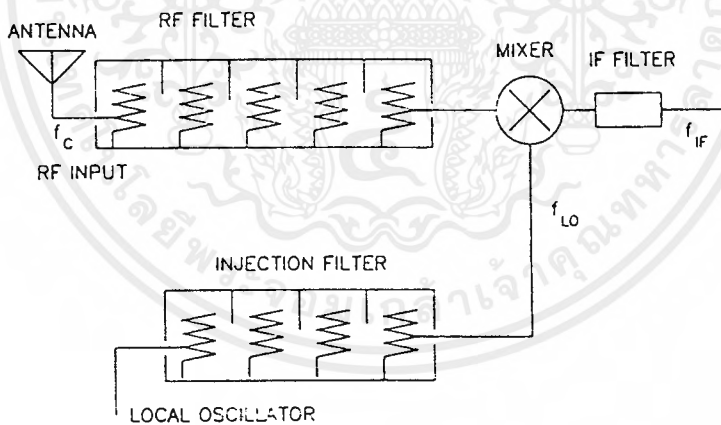 RF FILTER
ANTENNA
MIXER
IF FILTER
f_C
f_IF
RF INPUT
f_LO
INJECTION FILTER
LOCAL OSCILLATOR